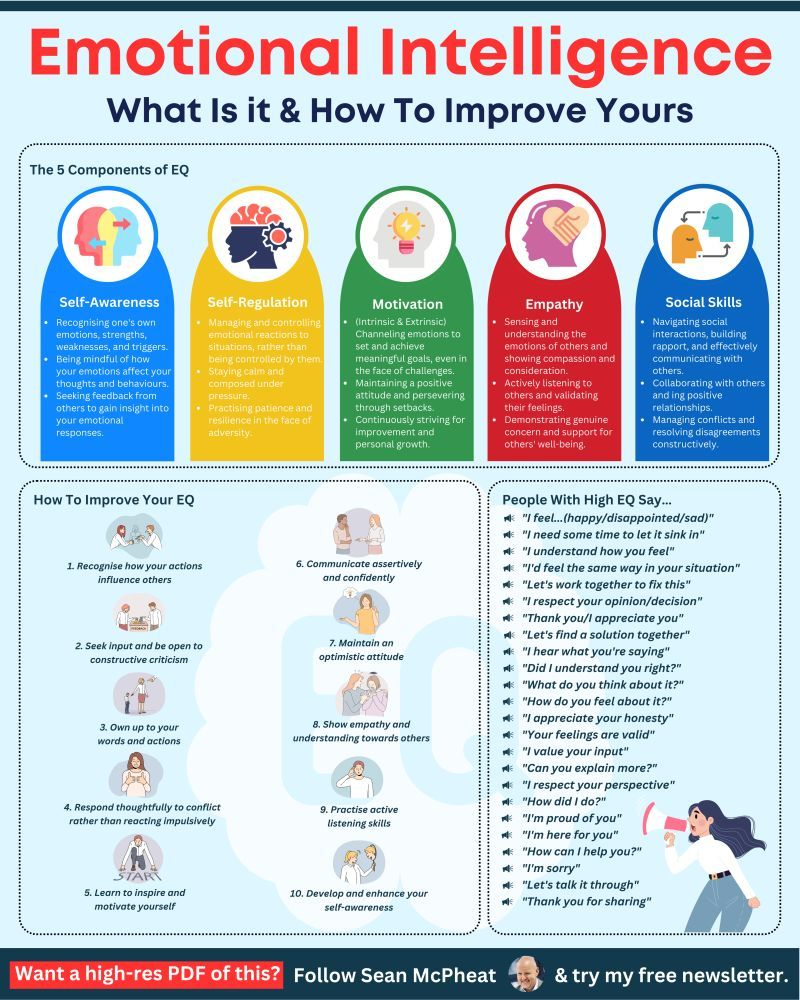 Emotional Intelligence
What Is it & How To Improve Yours
The 5 Components of EQ
Self-Awareness
• Recognising one's own
emotions, strengths,
weaknesses, and triggers.
• Being mindful of how
your emotions affect your
thoughts and behaviours.
• Seeking feedback from
others to gain insight into
your emotional
responses.
Self-Regulation
• Managing and controlling
emotional reactions to
situations, rather than
being controlled by them.
• Staying calm and
composed under
pressure.
• Practising patience and
resilience in the face of
adversity.
Motivation
• (Intrinsic & Extrinsic)
Channeling emotions to
set and achieve
meaningful goals, even in
the face of challenges.
• Maintaining a positive
attitude and persevering
through setbacks.
• Continuously striving for
improvement and
personal growth.
Empathy
• Sensing and
understanding the
emotions of others and
showing compassion and
consideration.
• Actively listening to
others and validating
their feelings.
• Demonstrating genuine
concern and support for
others' well-being.
Social Skills
• Navigating social
interactions, building
rapport, and effectively
communicating with
others.
• Collaborating with others
and ing positive
relationships.
• Managing conflicts and
resolving disagreements
constructively.
How To Improve Your EQ
1. Recognise how your actions
influence others
FEEDBACK
2. Seek input and be open to
constructive criticism
3. Own up to your
words and actions
4. Respond thoughtfully to conflict
rather than reacting impulsively
START
5. Learn to inspire and
motivate yourself
6. Communicate assertively
and confidently
7. Maintain an
optimistic attitude
8. Show empathy and
understanding towards others
9. Practise active
listening skills
10. Develop and enhance your
self-awareness
EQ
People With High EQ Say...
"I feel...(happy/disappointed/sad)"
"I need some time to let it sink in"
"I understand how you feel"
"I'd feel the same way in your situation"
"Let's work together to fix this"
"I respect your opinion/decision"
"Thank you/I appreciate you"
"Let's find a solution together"
"I hear what you're saying"
"Did I understand you right?"
"What do you think about it?"
"How do you feel about it?"
"I appreciate your honesty"
"Your feelings are valid"
"I value your input"
"Can you explain more?"
"I respect your perspective"
"How did I do?"
"I'm proud of you"
"I'm here for you"
"How can I help you?"
"I'm sorry"
"Let's talk it through"
"Thank you for sharing"
Want a high-res PDF of this? Follow Sean McPheat & try my free newsletter.